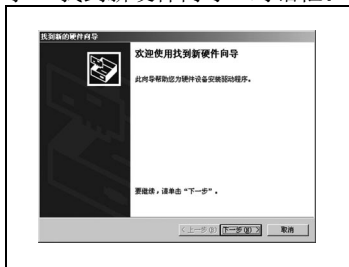 找到新的硬件向导
欢迎使用找到新硬件向导
此向导帮助您为硬件设备安装驱动程序。
要继续，请单击“下一步”。
<上一步(B) 下一步(N)> 取消